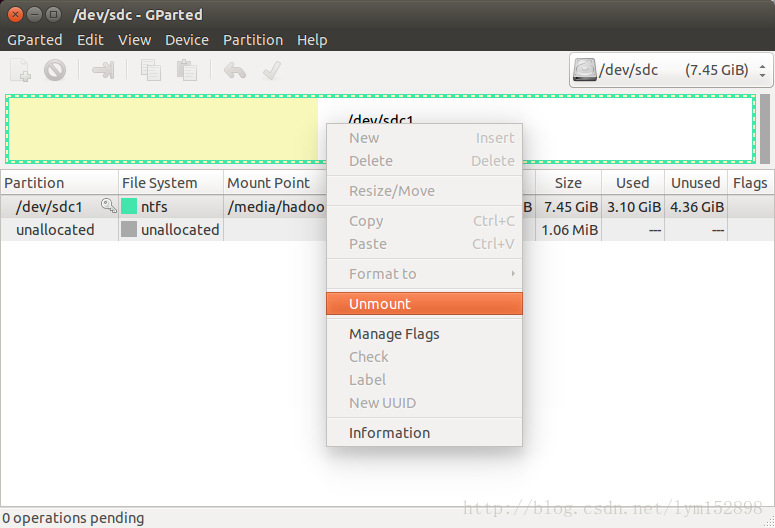 /dev/sdc - GParted
GParted Edit View Device Partition Help
/dev/sdc (7.45 GiB)
/dev/sdc1
Partition File System Mount Point Size Used Unused Flags
/dev/sdc1 ntfs /media/hadoo B 7.45 GiB 3.10 GiB 4.36 GiB
unallocated unallocated 1.06 MiB --- ---
New Insert
Delete Delete
Resize/Move
Copy Ctrl+C
Paste Ctrl+V
Format to
Unmount
Manage Flags
Check
Label
New UUID
Information
http://blog.csdn.net/lym152898
0 operations pending